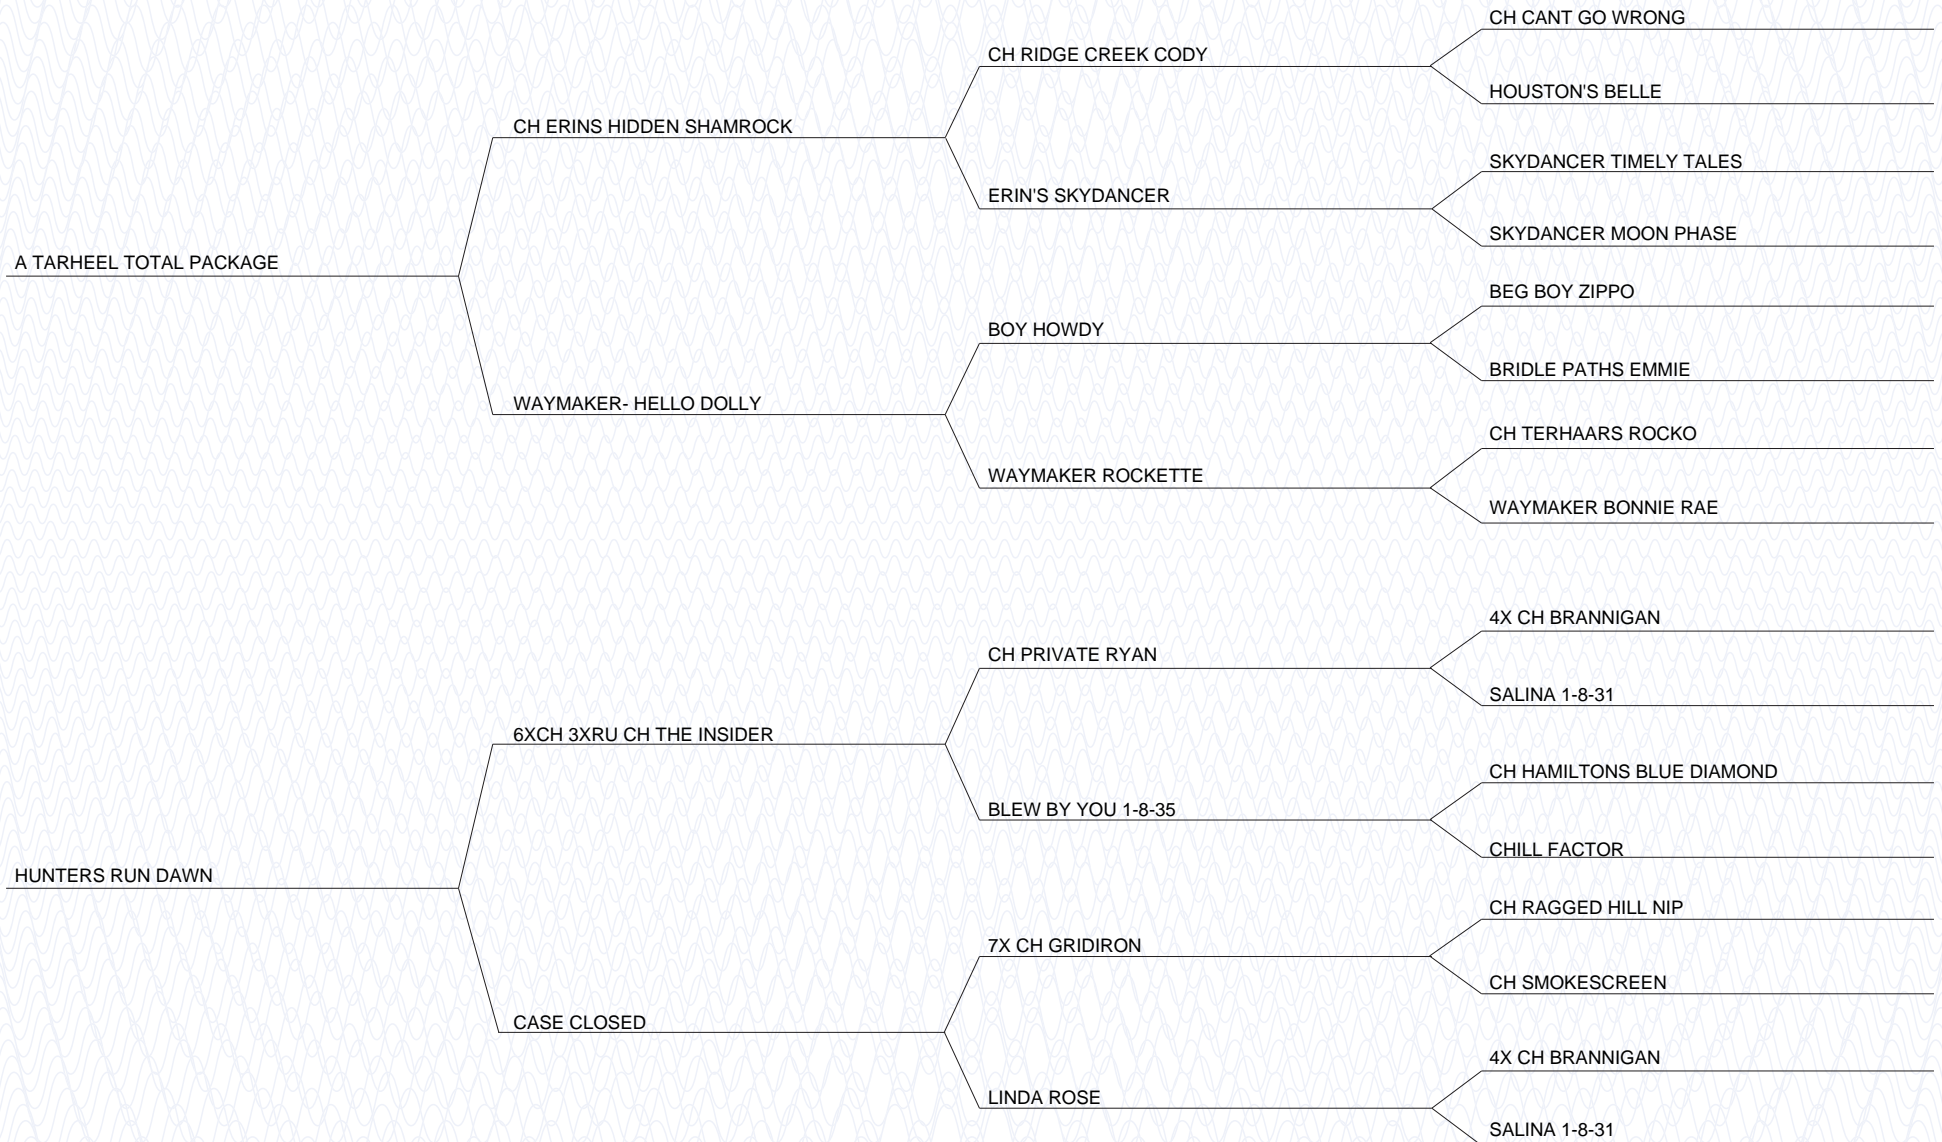 CH CANT GO WRONG
CH RIDGE CREEK CODY
HOUSTON'S BELLE
CH ERINS HIDDEN SHAMROCK
SKYDANCER TIMELY TALES
ERIN'S SKYDANCER
SKYDANCER MOON PHASE
A TARHEEL TOTAL PACKAGE
BEG BOY ZIPPO
BOY HOWDY
BRIDLE PATHS EMMIE
WAYMAKER- HELLO DOLLY
CH TERHAARS ROCKO
WAYMAKER ROCKETTE
WAYMAKER BONNIE RAE
4X CH BRANNIGAN
CH PRIVATE RYAN
SALINA 1-8-31
6XCH 3XRU CH THE INSIDER
CH HAMILTONS BLUE DIAMOND
BLEW BY YOU 1-8-35
CHILL FACTOR
HUNTERS RUN DAWN
CH RAGGED HILL NIP
7X CH GRIDIRON
CH SMOKESCREEN
CASE CLOSED
4X CH BRANNIGAN
LINDA ROSE
SALINA 1-8-31